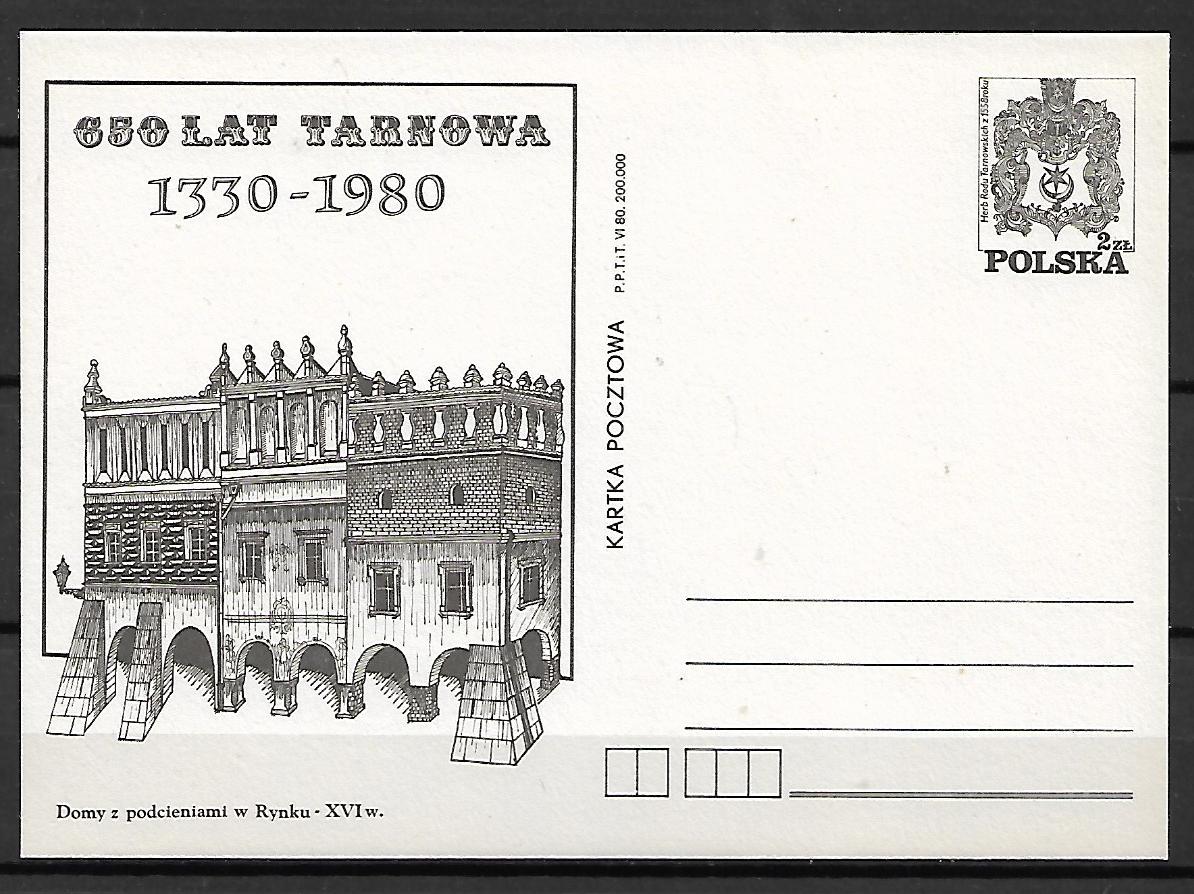 650 LAT TARNOWA
1330-1980
Domy z podcieniami w Rynku - XVI w.
KARTKA POCZTOWA P.P.T.iT. VI 80. 200.000
Herb Rodu Tarnowskich z 1558 roku
2 ZŁ
POLSKA